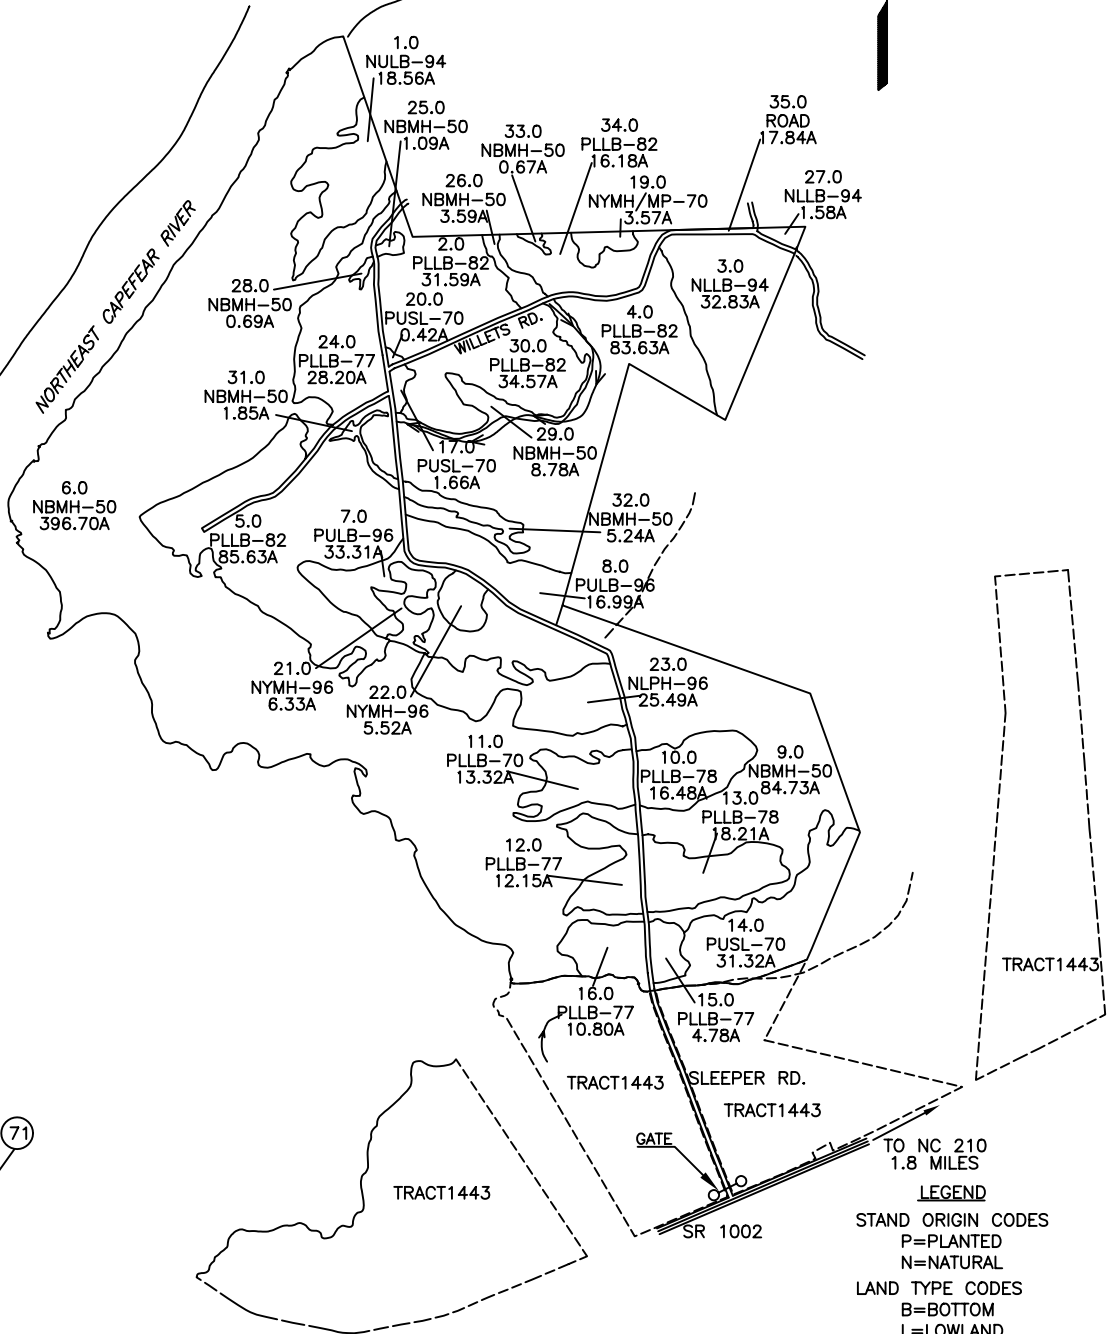 1.0
NULB-94
18.56A
25.0
NBMH-50
1.09A
33.0
NBMH-50
0.67A
34.0
PLLB-82
16.18A
35.0
ROAD
17.84A
26.0
NBMH-50
3.59A
19.0
NYMH/MP-70
3.57A
27.0
NLLB-94
1.58A
NORTHEAST CAPEFEAR RIVER
2.0
PLLB-82
31.59A
3.0
NLLB-94
32.83A
28.0
NBMH-50
0.69A
20.0
PUSL-70
0.42A
WILLETS RD.
4.0
PLLB-82
83.63A
24.0
PLLB-77
28.20A
30.0
PLLB-82
34.57A
31.0
NBMH-50
1.85A
17.0
PUSL-70
1.66A
29.0
NBMH-50
8.78A
6.0
NBMH-50
396.70A
5.0
PLLB-82
85.63A
7.0
PULB-96
33.31A
32.0
NBMH-50
5.24A
8.0
PULB-96
16.99A
21.0
NYMH-96
6.33A
22.0
NYMH-96
5.52A
23.0
NLPH-96
25.49A
11.0
PLLB-70
13.32A
10.0
PLLB-78
16.48A
9.0
NBMH-50
84.73A
13.0
PLLB-78
18.21A
12.0
PLLB-77
12.15A
14.0
PUSL-70
31.32A
TRACT1443
16.0
PLLB-77
10.80A
15.0
PLLB-77
4.78A
TRACT1443
SLEEPER RD.
TRACT1443
71
GATE
TO NC 210
1.8 MILES
TRACT1443
SR 1002
LEGEND
STAND ORIGIN CODES
P=PLANTED
N=NATURAL
LAND TYPE CODES
B=BOTTOM
L=LOWLAND